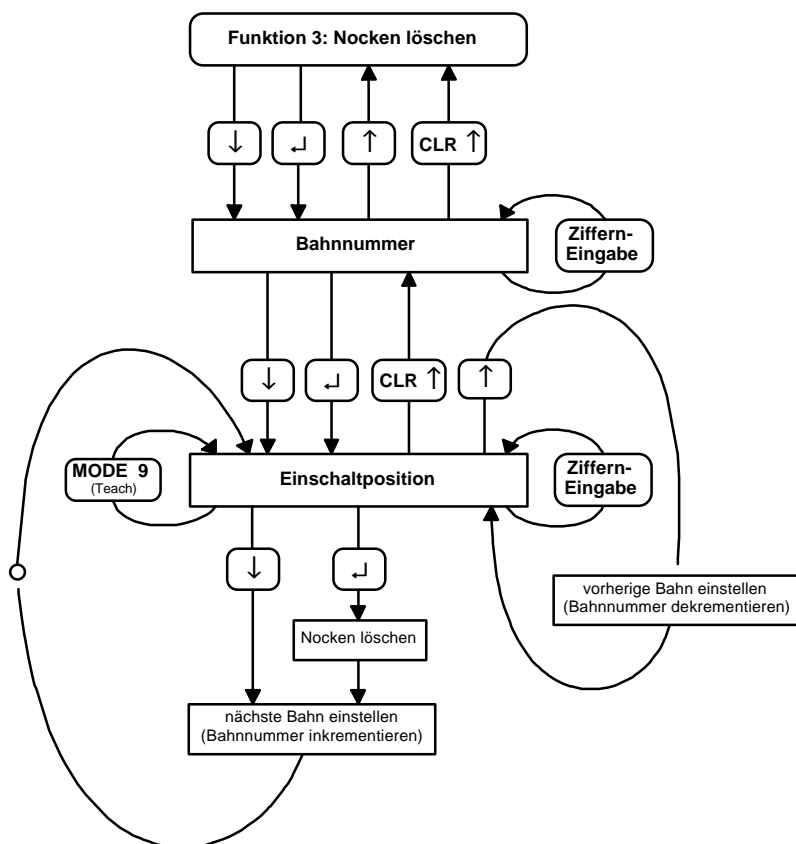 Funktion 3: Nocken löschen
↓
↵
↑
CLR ↑
Bahnnummer
Ziffern-
Eingabe
↓
↵
CLR ↑
↑
MODE 9
(Teach)
Einschaltposition
Ziffern-
Eingabe
↓
↵
vorherige Bahn einstellen
(Bahnnummer dekrementieren)
Nocken löschen
nächste Bahn einstellen
(Bahnnummer inkrementieren)